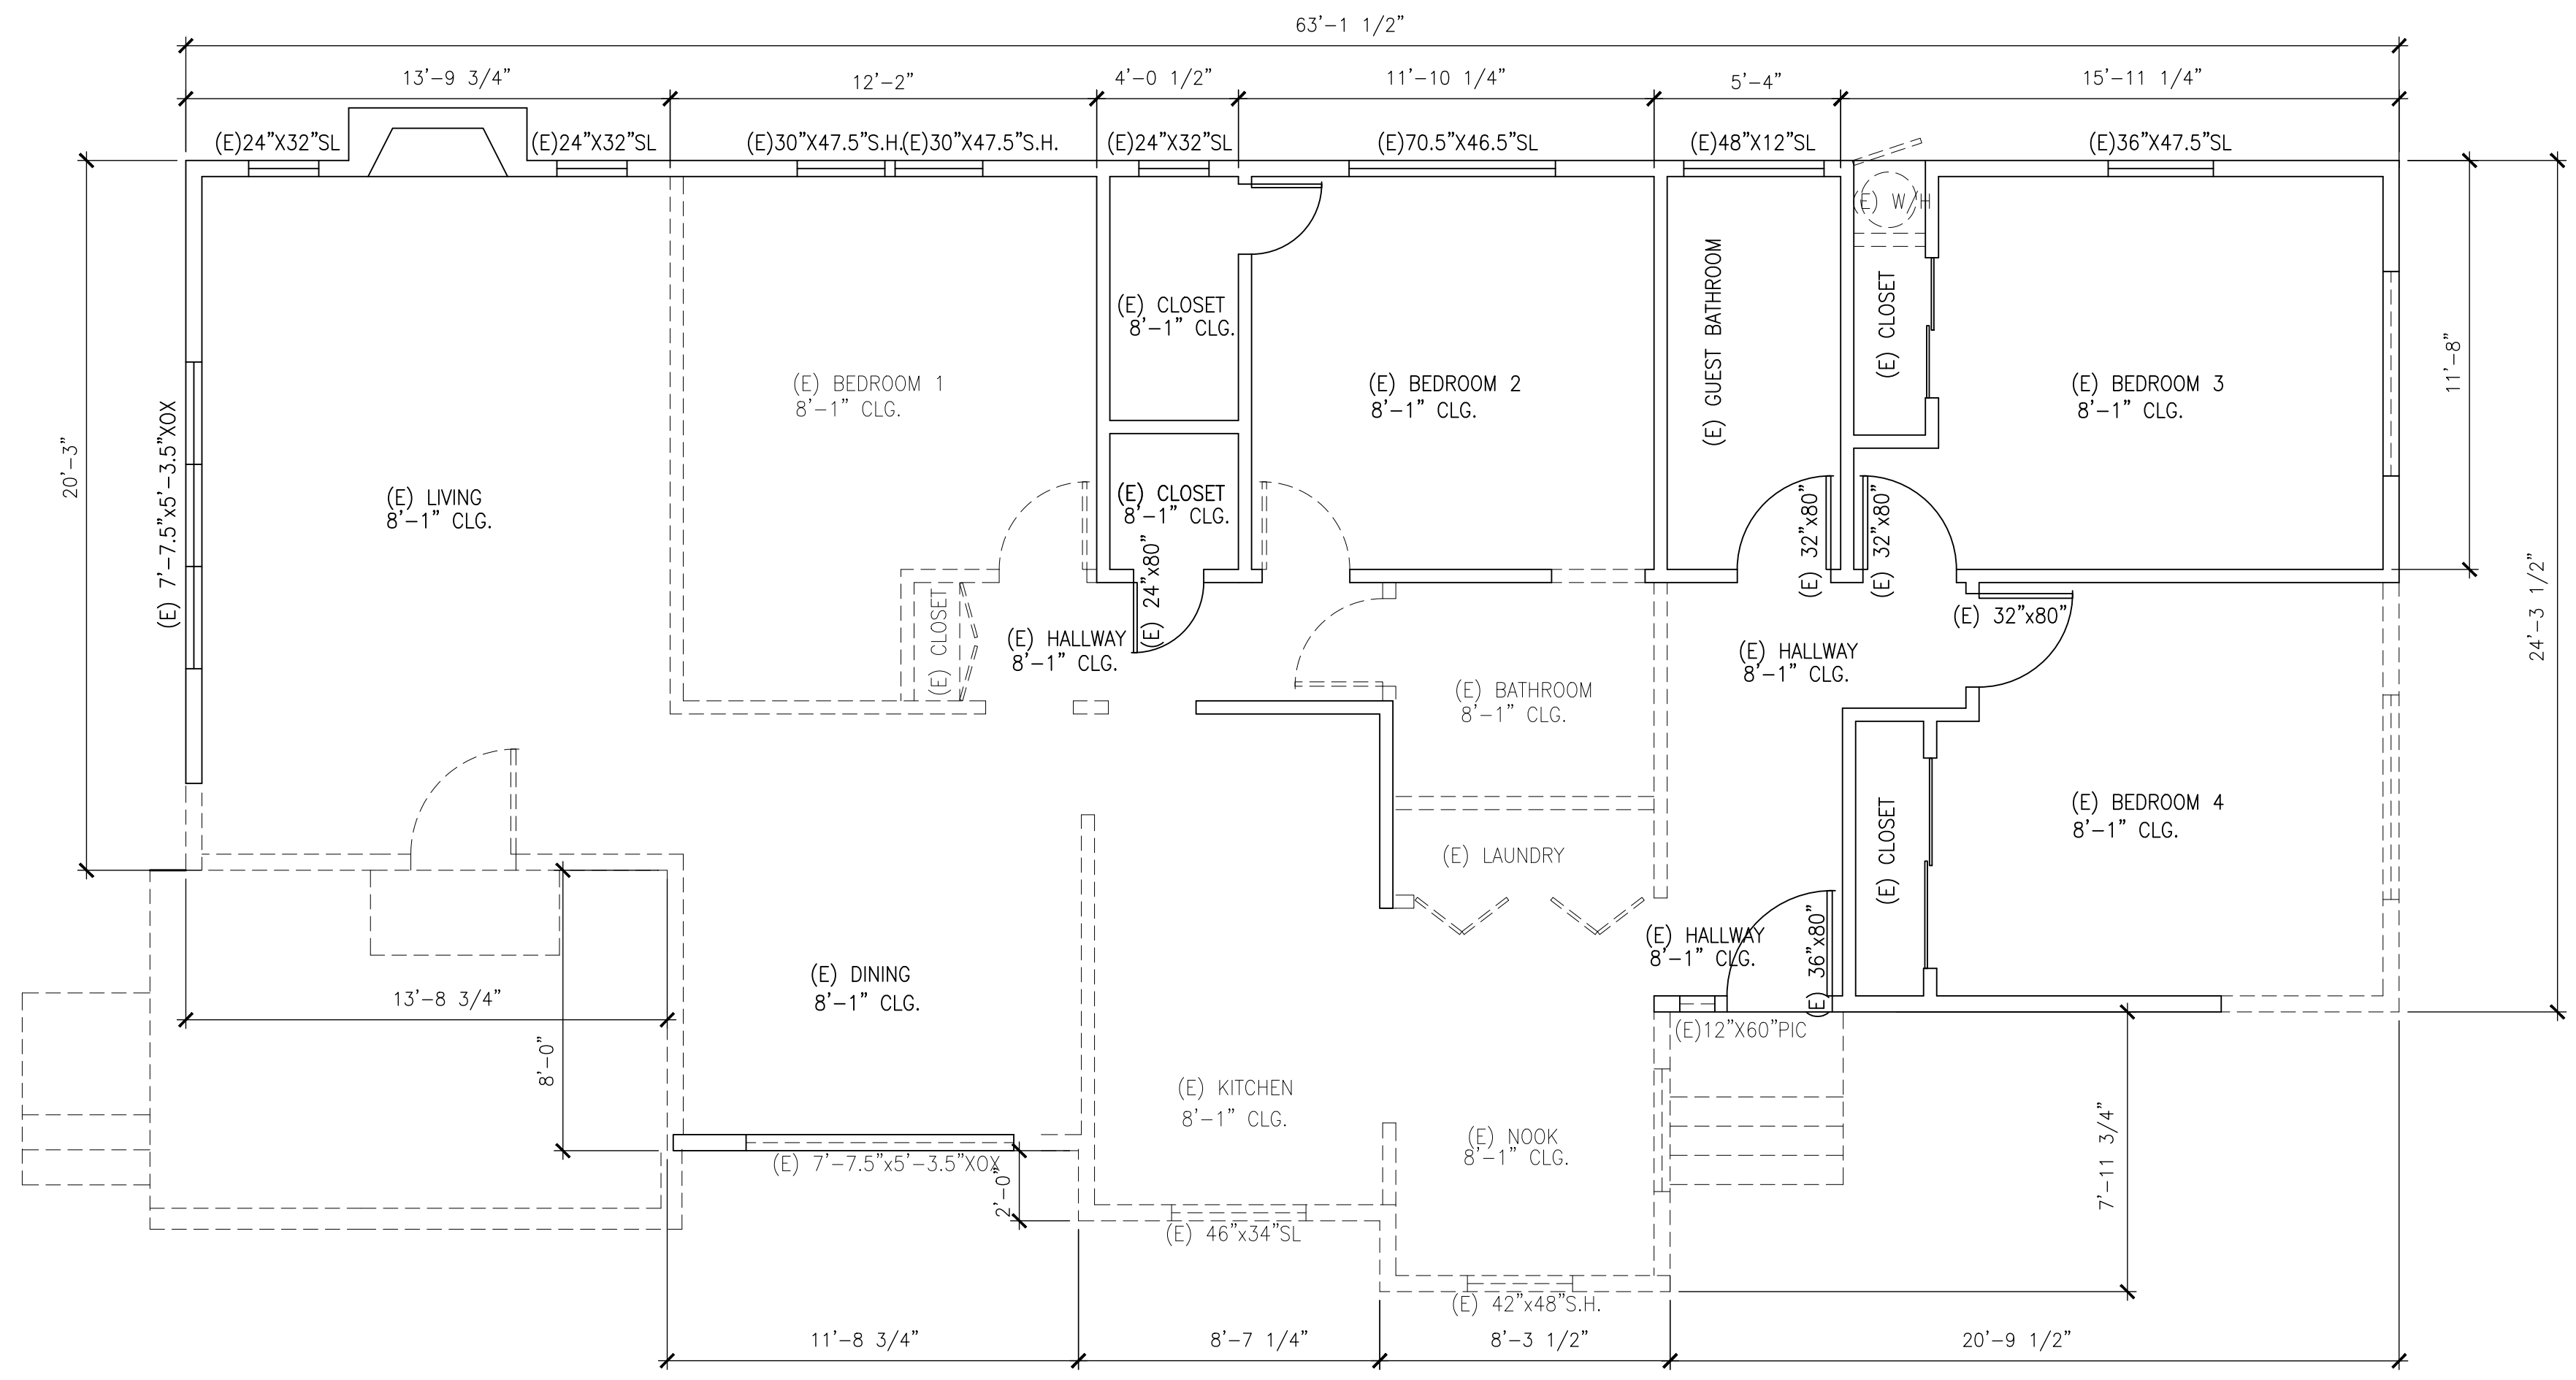 63'-1 1/2"
13'-9 3/4"
12'-2"
4'-0 1/2"
11'-10 1/4"
5'-4"
15'-11 1/4"
(E)24"X32"SL
(E)24"X32"SL
(E)30"X47.5"S.H.
(E)30"X47.5"S.H.
(E)24"X32"SL
(E)70.5"X46.5"SL
(E)48"X12"SL
(E)36"X47.5"SL
(E) W/H
(E) CLOSET
8'-1" CLG.
(E) GUEST BATHROOM
(E) CLOSET
11'-8"
(E) BEDROOM 1
8'-1" CLG.
(E) BEDROOM 2
8'-1" CLG.
(E) BEDROOM 3
8'-1" CLG.
20'-3"
(E) 7'-7.5"x5'-3.5"XOX
(E) LIVING
8'-1" CLG.
(E) CLOSET
8'-1" CLG.
(E) 24"x80"
(E) 32"x80"
(E) 32"x80"
(E) 32"x80"
24'-3 1/2"
(E) CLOSET
(E) HALLWAY
8'-1" CLG.
(E) HALLWAY
8'-1" CLG.
(E) BATHROOM
8'-1" CLG.
(E) BEDROOM 4
8'-1" CLG.
(E) LAUNDRY
(E) CLOSET
(E) HALLWAY
8'-1" CLG.
(E) 36"x80"
(E) DINING
8'-1" CLG.
13'-8 3/4"
8'-0"
(E)12"X60"PIC
(E) KITCHEN
8'-1" CLG.
(E) NOOK
8'-1" CLG.
7'-11 3/4"
(E) 7'-7.5"x5'-3.5"XOX
2'-0"
(E) 46"x34"SL
(E) 42"x48"S.H.
11'-8 3/4"
8'-7 1/4"
8'-3 1/2"
20'-9 1/2"